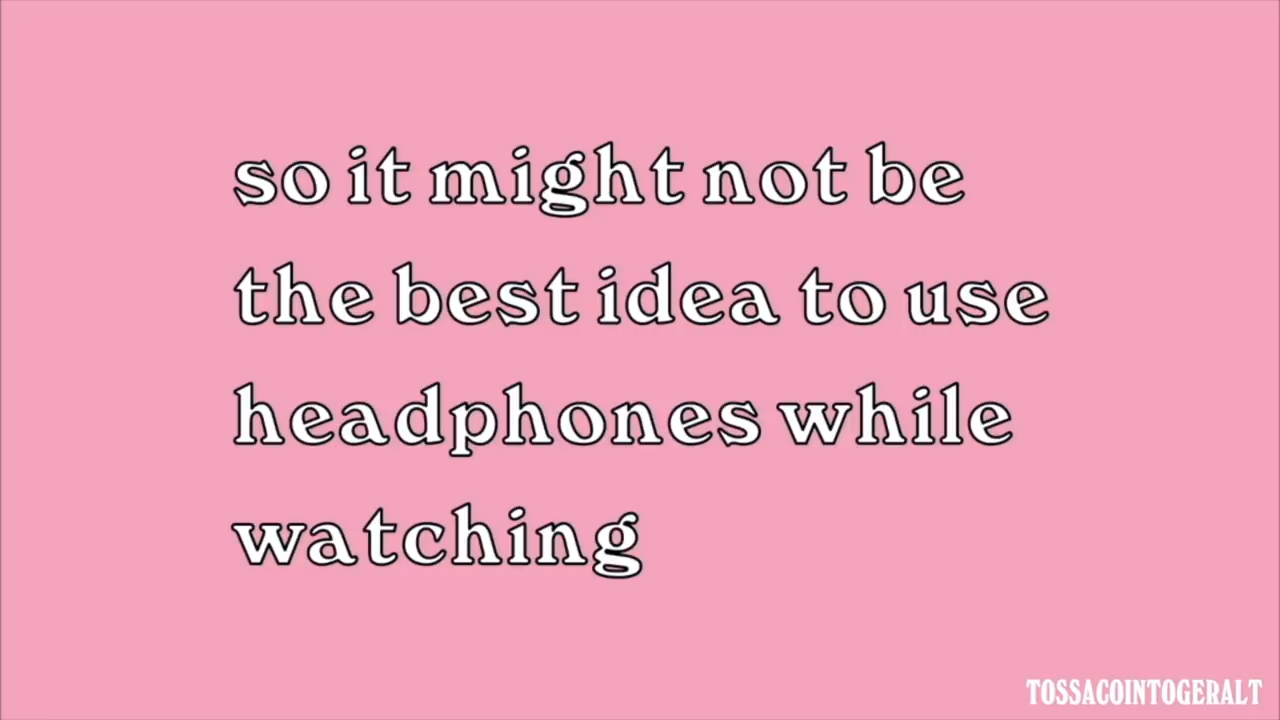 so it might not be
the best idea to use
headphones while
watching
TOSSACOINTOGERALT